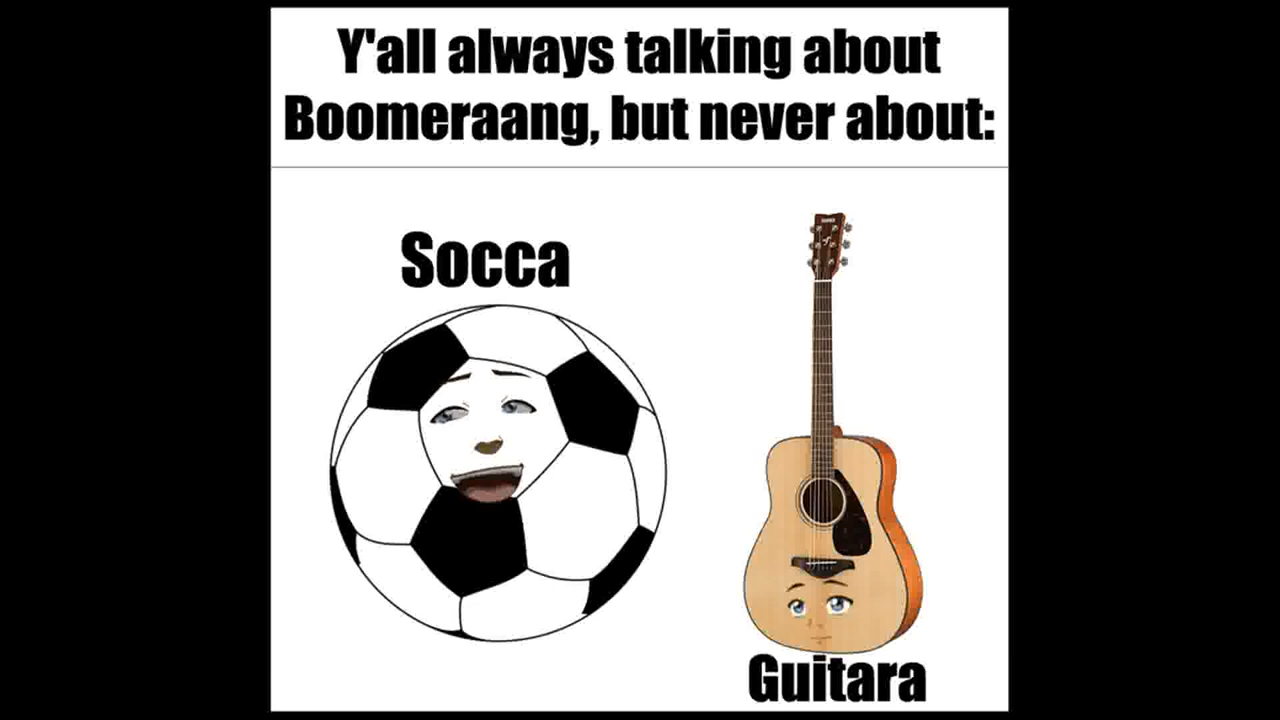 Y'all always talking about
Boomeraang, but never about:
Socca
Guitara